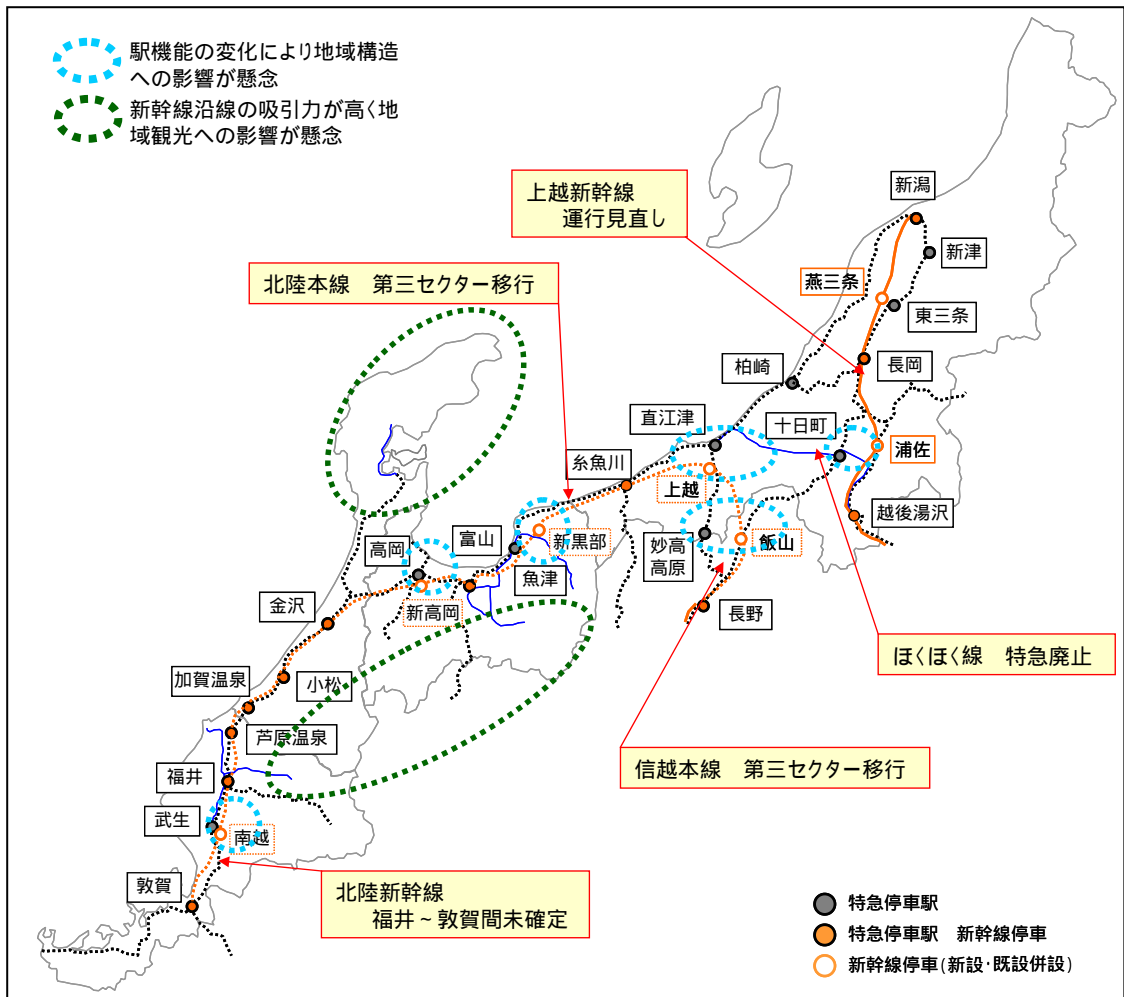 駅機能の変化により地域構造
への影響が懸念
新幹線沿線の吸引力が高く地
域観光への影響が懸念
上越新幹線
運行見直し
新潟
新津
燕三条
東三条
北陸本線　第三セクター移行
長岡
柏崎
直江津
十日町
浦佐
糸魚川
上越
越後湯沢
富山
新黒部
妙高
高原
飯山
高岡
魚津
新高岡
長野
金沢
ほくほく線　特急廃止
加賀温泉
小松
芦原温泉
信越本線　第三セクター移行
福井
武生
南越
敦賀
北陸新幹線
福井～敦賀間未確定
特急停車駅
特急停車駅　新幹線停車
新幹線停車(新設・既設併設)